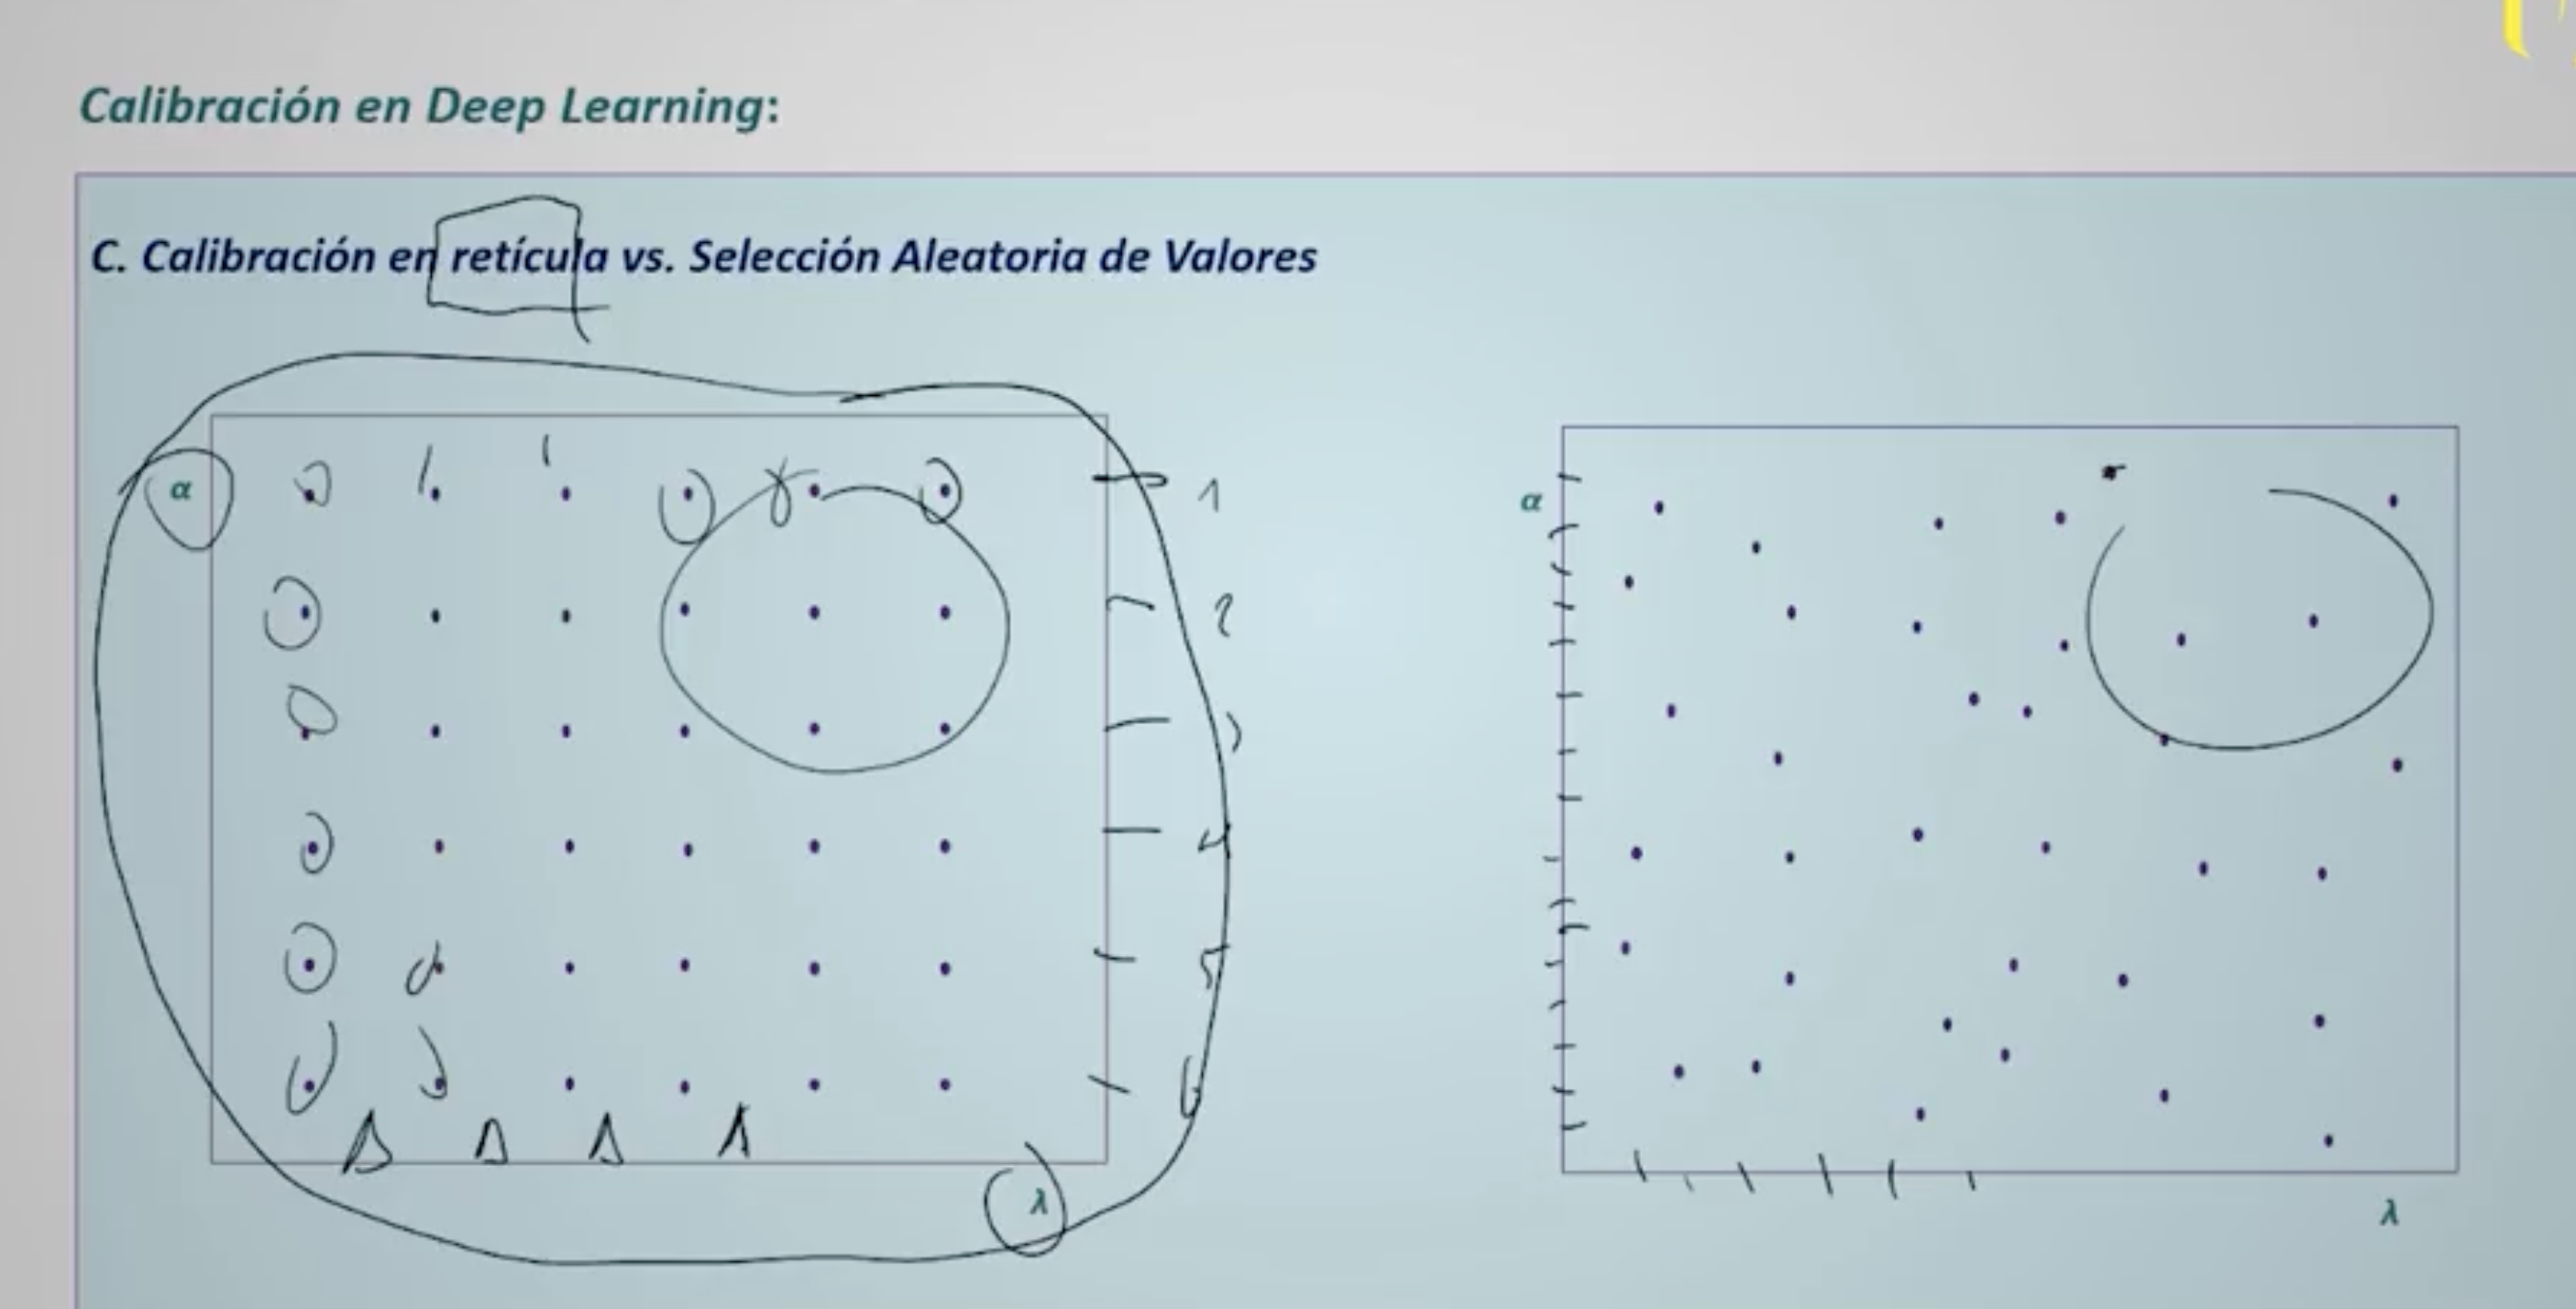 Calibración en Deep Learning:
C. Calibración en retícula vs. Selección Aleatoria de Valores
α
1
2
3
4
5
6
λ
α
λ